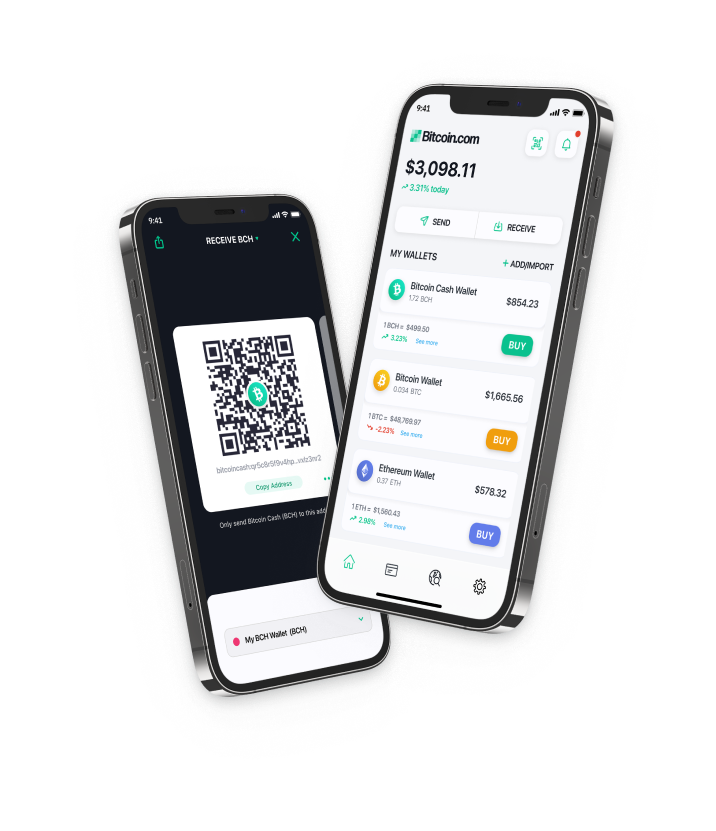 9:41
RECEIVE BCH
bitcoincash:qr5c8r5f9v4hp...vxlz3nr2
Copy Address
Only send Bitcoin Cash (BCH) to this add
My BCH Wallet (BCH)
9:41
Bitcoin.com
$3,098.11
3.31% today
SEND
RECEIVE
MY WALLETS
+ ADD/IMPORT
Bitcoin Cash Wallet
1.72 BCH
$854.23
1 BCH = $499.50
3.23% See more
BUY
Bitcoin Wallet
0.034 BTC
$1,665.56
1 BTC = $48,769.97
-2.23% See more
BUY
Ethereum Wallet
0.37 ETH
$578.32
1 ETH = $1,560.43
2.98% See more
BUY